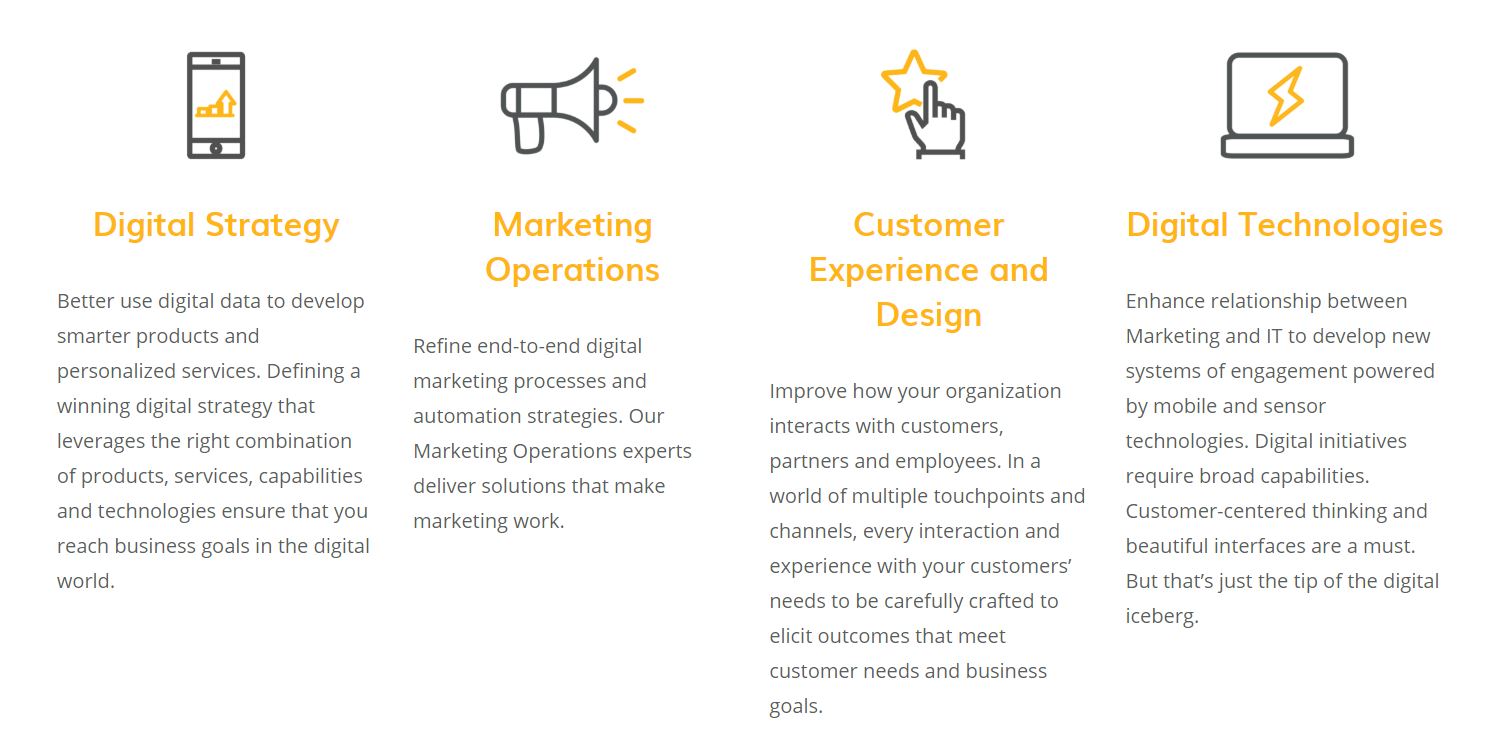 Digital Strategy
Better use digital data to develop
smarter products and
personalized services. Defining a
winning digital strategy that
leverages the right combination
of products, services, capabilities
and technologies ensure that you
reach business goals in the digital
world.
Marketing
Operations
Refine end-to-end digital
marketing processes and
automation strategies. Our
Marketing Operations experts
deliver solutions that make
marketing work.
Customer
Experience and
Design
Improve how your organization
interacts with customers,
partners and employees. In a
world of multiple touchpoints and
channels, every interaction and
experience with your customers’
needs to be carefully crafted to
elicit outcomes that meet
customer needs and business
goals.
Digital Technologies
Enhance relationship between
Marketing and IT to develop new
systems of engagement powered
by mobile and sensor
technologies. Digital initiatives
require broad capabilities.
Customer-centered thinking and
beautiful interfaces are a must.
But that’s just the tip of the digital
iceberg.